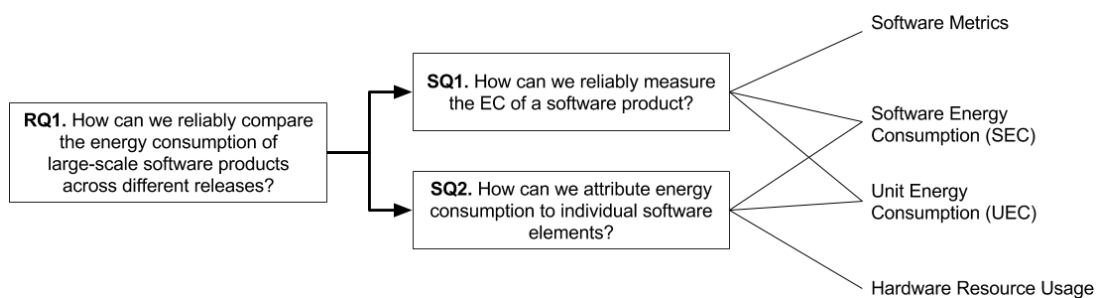 RQ1. How can we reliably compare
the energy consumption of
large-scale software products
across different releases?
SQ1. How can we reliably measure
the EC of a software product?
SQ2. How can we attribute energy
consumption to individual software
elements?
Software Metrics
Software Energy
Consumption (SEC)
Unit Energy
Consumption (UEC)
Hardware Resource Usage